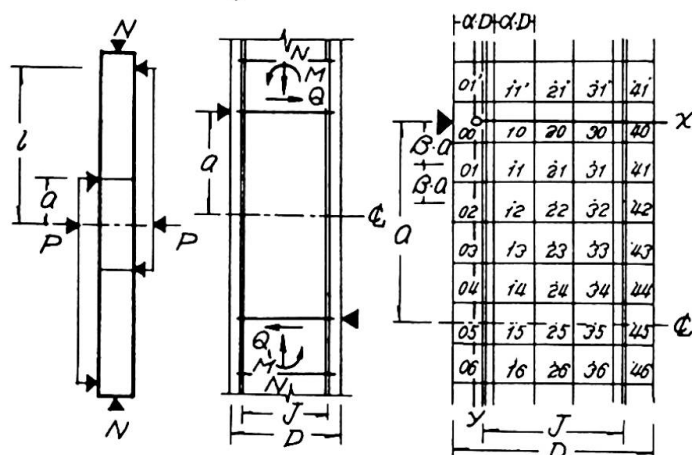 N
l
a
P
P
N
N
M
Q
a
℄
Q
M
N
J
D
α·D α·D
01' 11' 21' 31' 41'
x
00 10 20 30 40
β·a
01 11 21 31 41
β·a
02 12 22 32 42
a
03 13 23 33 43
04 14 24 34 44
℄
05 15 25 35 45
06 16 26 36 46
y
J
D